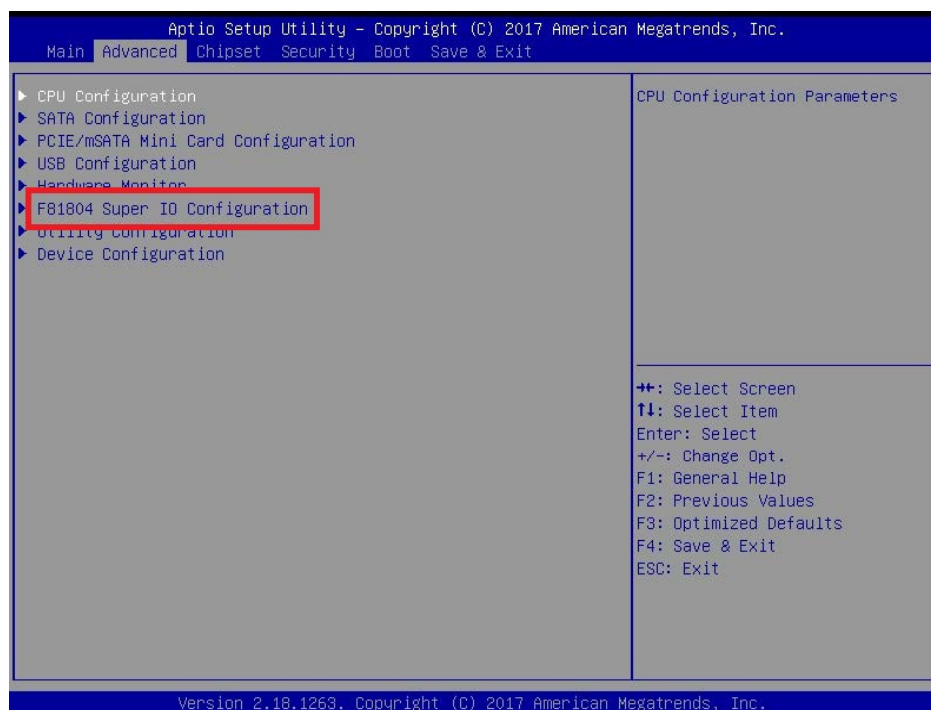 Aptio Setup Utility – Copyright (C) 2017 American Megatrends, Inc.
Main Advanced Chipset Security Boot Save & Exit
CPU Configuration
SATA Configuration
PCIE/mSATA Mini Card Configuration
USB Configuration
Hardware Monitor
F81804 Super IO Configuration
Utility Configuration
Device Configuration
CPU Configuration Parameters
→←: Select Screen
↑↓: Select Item
Enter: Select
+/-: Change Opt.
F1: General Help
F2: Previous Values
F3: Optimized Defaults
F4: Save & Exit
ESC: Exit
Version 2.18.1263. Copyright (C) 2017 American Megatrends, Inc.